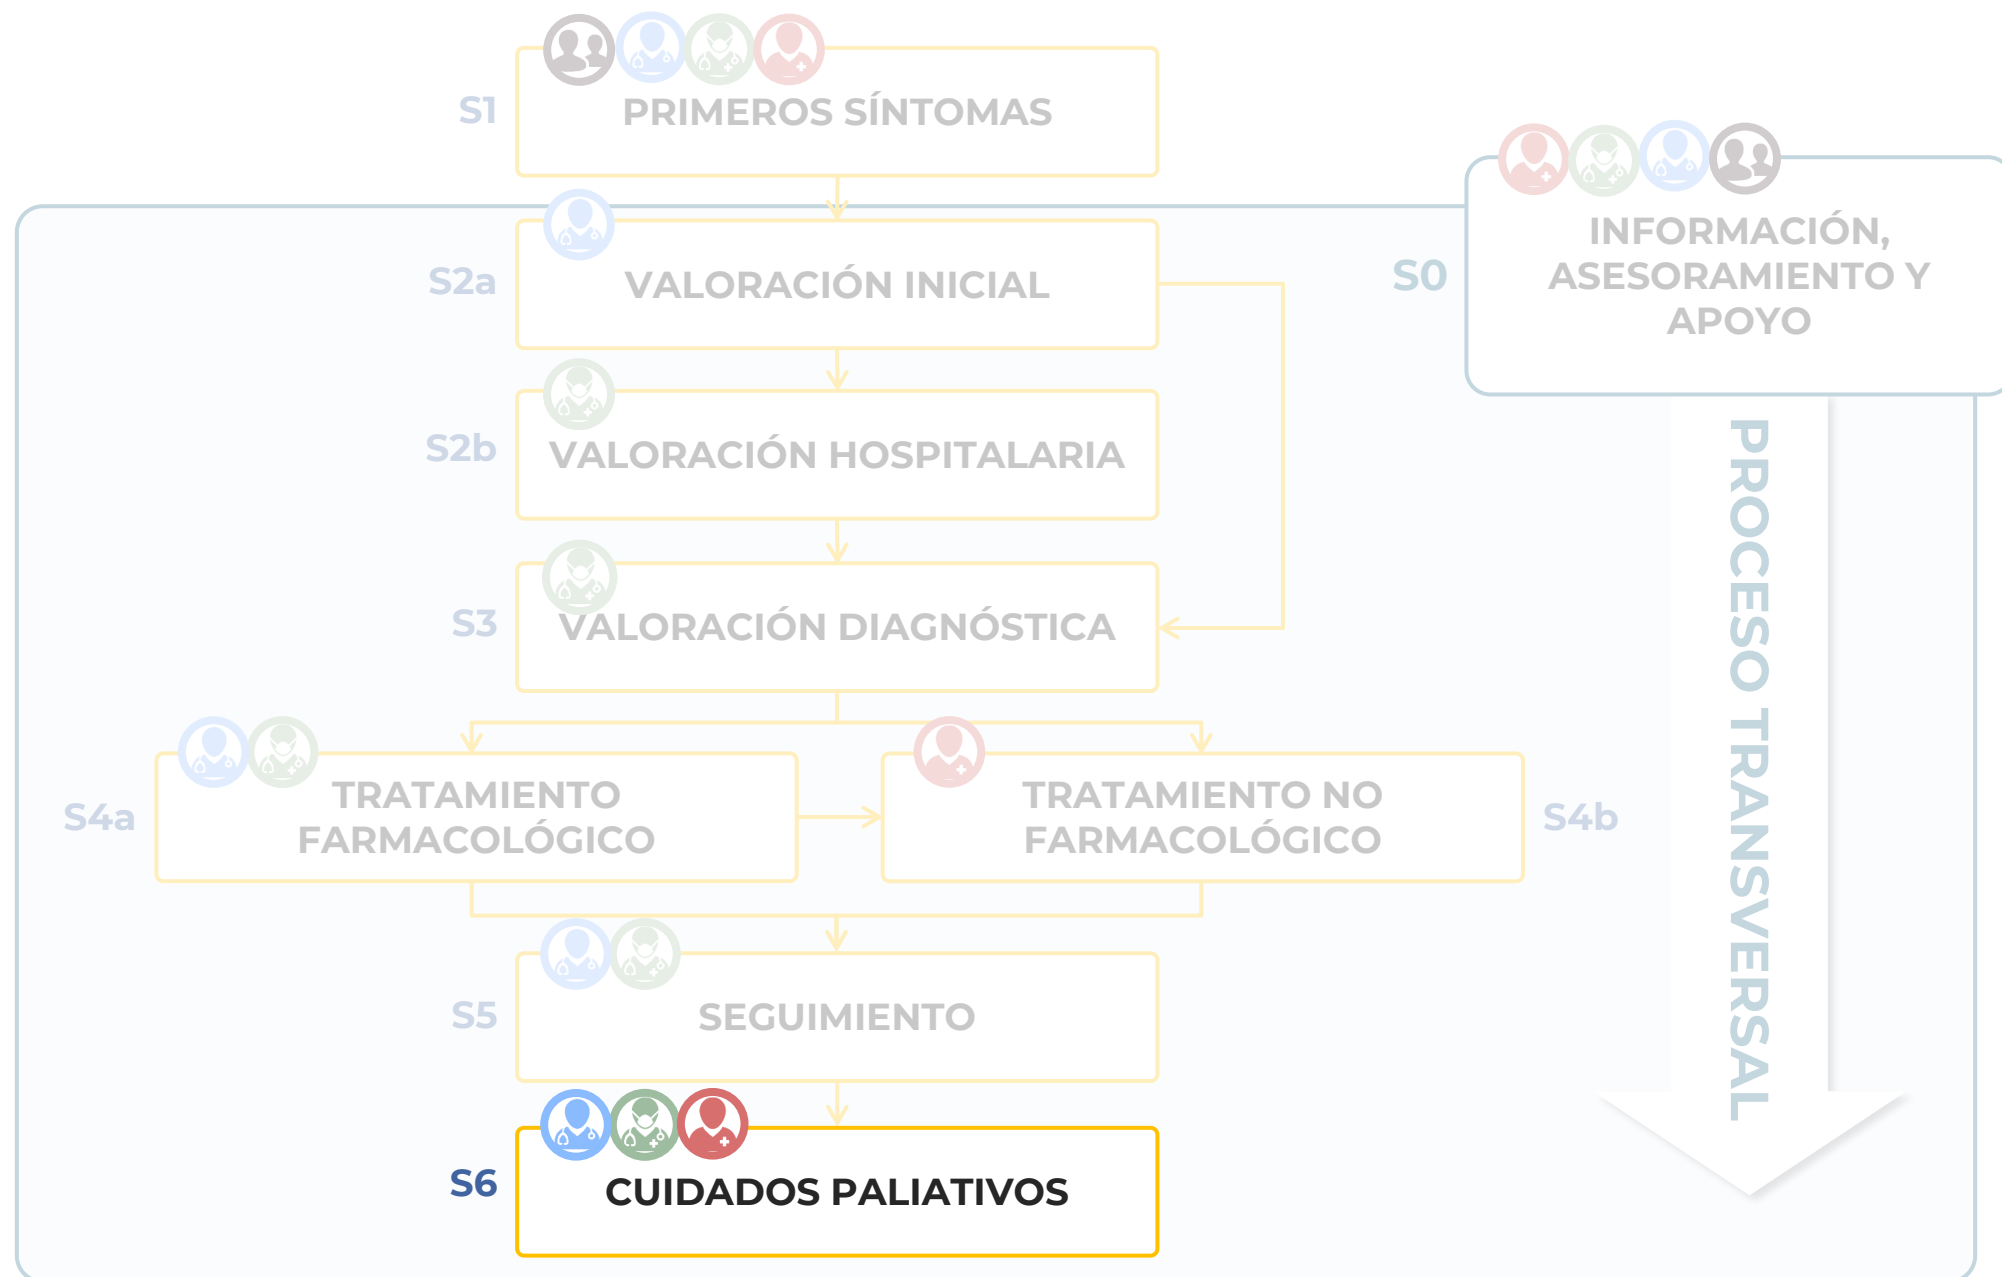 S1
PRIMEROS SÍNTOMAS
S0
INFORMACIÓN,
ASESORAMIENTO Y
APOYO
S2a
VALORACIÓN INICIAL
S2b
VALORACIÓN HOSPITALARIA
S3
VALORACIÓN DIAGNÓSTICA
S4a
TRATAMIENTO
FARMACOLÓGICO
TRATAMIENTO NO
FARMACOLÓGICO
S4b
S5
SEGUIMIENTO
S6
CUIDADOS PALIATIVOS
PROCESO TRANSVERSAL